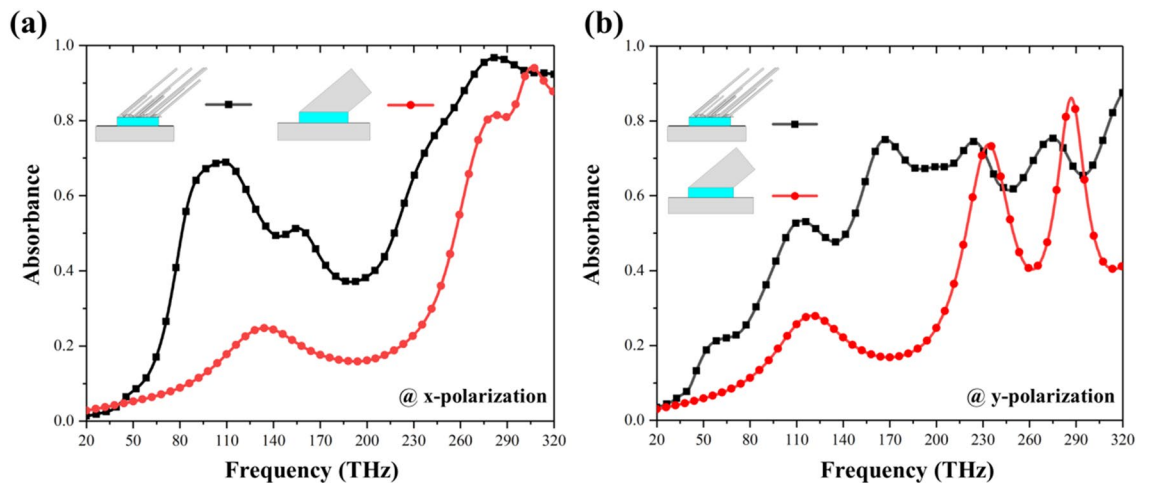 (a)
Absorbance
1.0
0.8
0.6
0.4
0.2
0.0
@ x-polarization
20 80 110 140 170 200 230 260 290 320
Frequency (THz)
(b)
Absorbance
1.0
0.8
0.6
0.4
0.2
0.0
@ y-polarization
20 50 80 110 140 170 200 230 260 290 320
Frequency (THz)